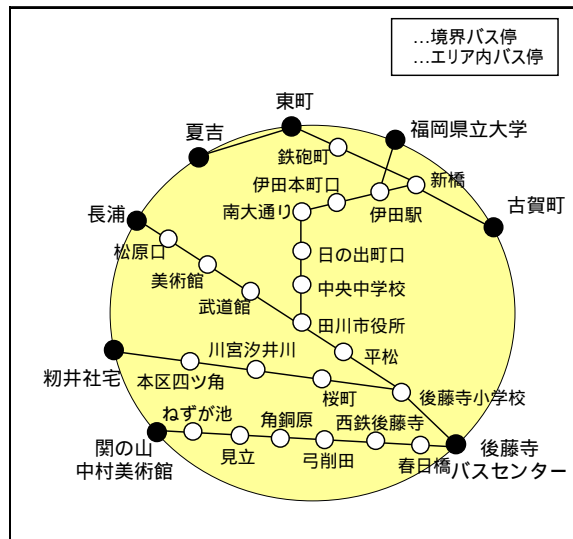 …境界バス停
…エリア内バス停
東町
夏吉
福岡県立大学
鉄砲町
新橋
伊田本町口
伊田駅
南大通り
古賀町
長浦
松原口
日の出町口
美術館
中央中学校
武道館
田川市役所
川宮汐井川
平松
籾井社宅
本区四ツ角
桜町
後藤寺小学校
ねずが池
角銅原
西鉄後藤寺
関の山
中村美術館
見立
弓削田
春日橋
後藤寺
バスセンター